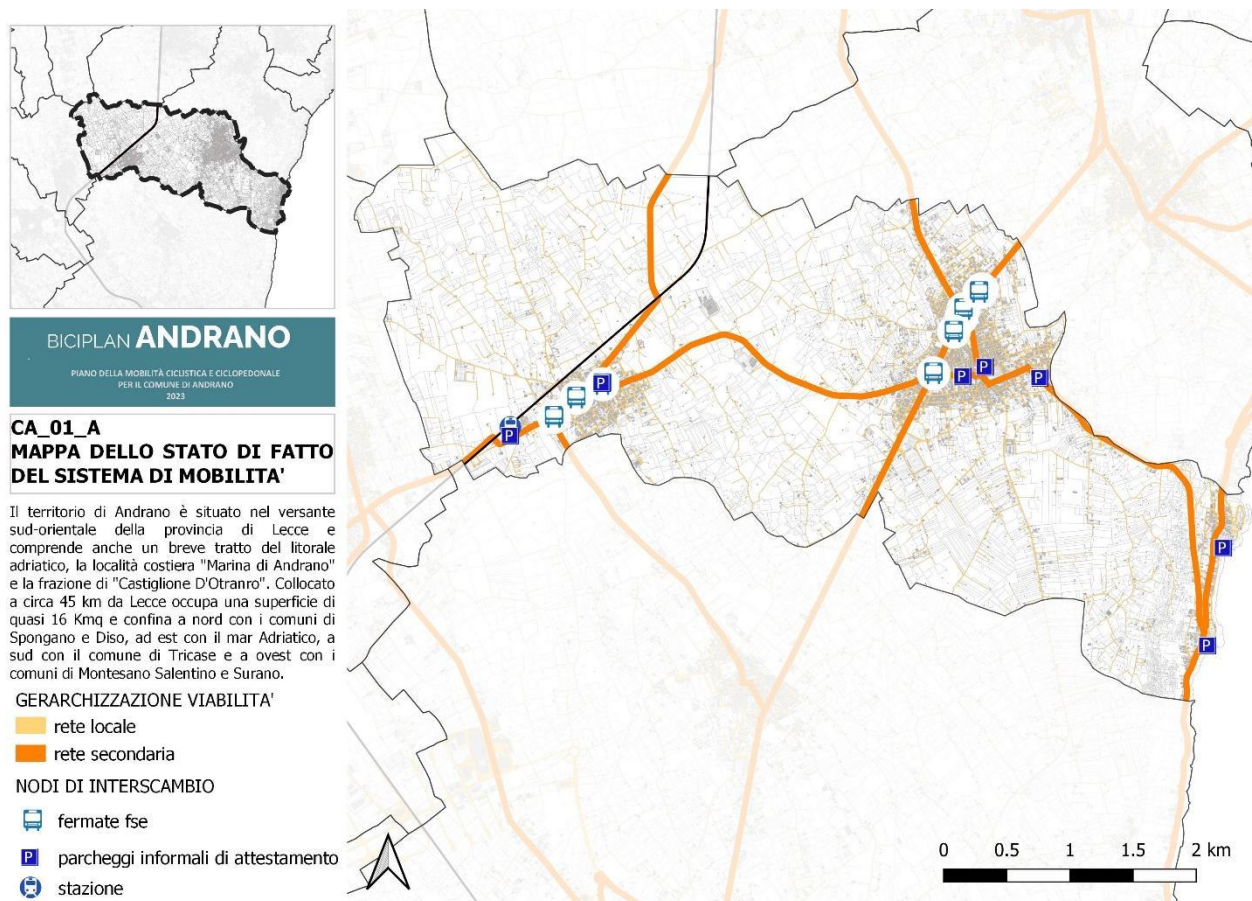 BICIPLAN ANDRANO
PIANO DELLA MOBILITÀ CICLISTICA E CICLOPEDONALE
PER IL COMUNE DI ANDRANO
2023
CA_01_A
MAPPA DELLO STATO DI FATTO
DEL SISTEMA DI MOBILITA'
Il territorio di Andrano è situato nel versante
sud-orientale della provincia di Lecce e
comprende anche un breve tratto del litorale
adriatico, la località costiera "Marina di Andrano"
e la frazione di "Castiglione D'Otranro". Collocato
a circa 45 km da Lecce occupa una superficie di
quasi 16 Kmq e confina a nord con i comuni di
Spongano e Diso, ad est con il mar Adriatico, a
sud con il comune di Tricase e a ovest con i
comuni di Montesano Salentino e Surano.
GERARCHIZZAZIONE VIABILITA'
rete locale
rete secondaria
NODI DI INTERSCAMBIO
fermate fse
P parcheggi informali di attestamento
stazione
P
P
P
P
P
P
P
0 0.5 1 1.5 2 km